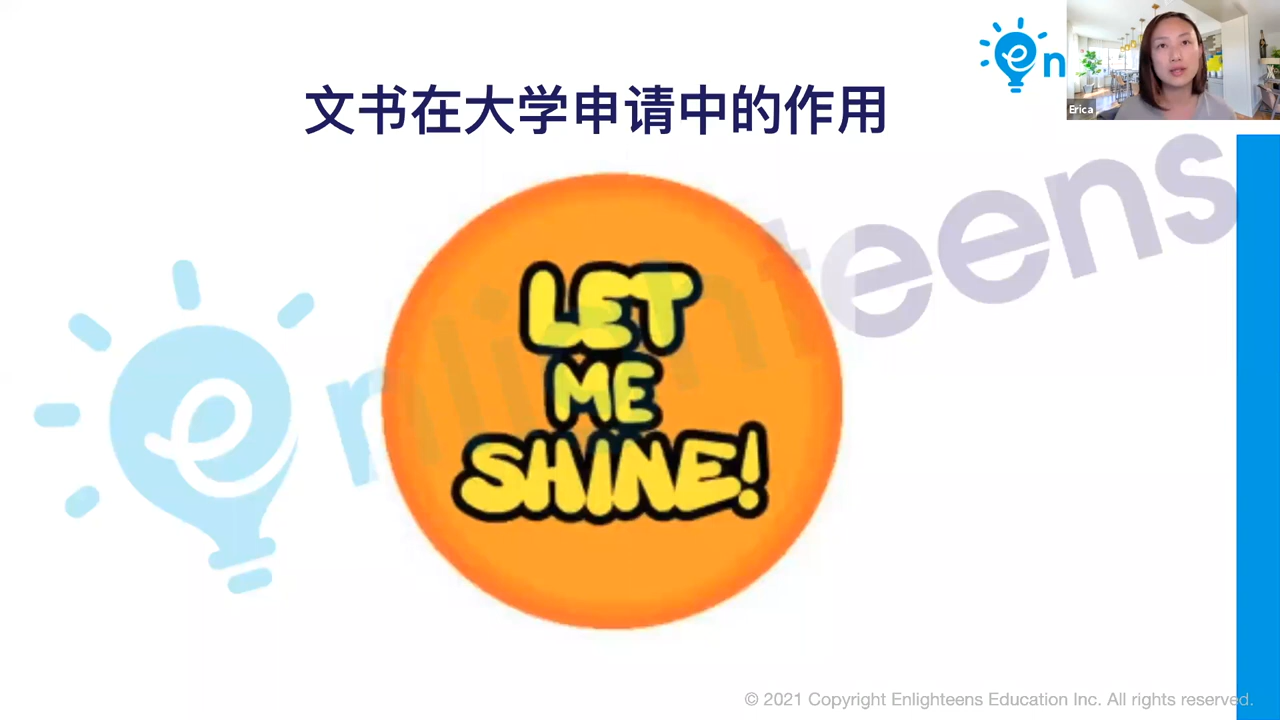 文书在大学申请中的作用
en
Erica
enlighteens
LET
ME
SHINE!
© 2021 Copyright Enlighteens Education Inc. All rights reserved.